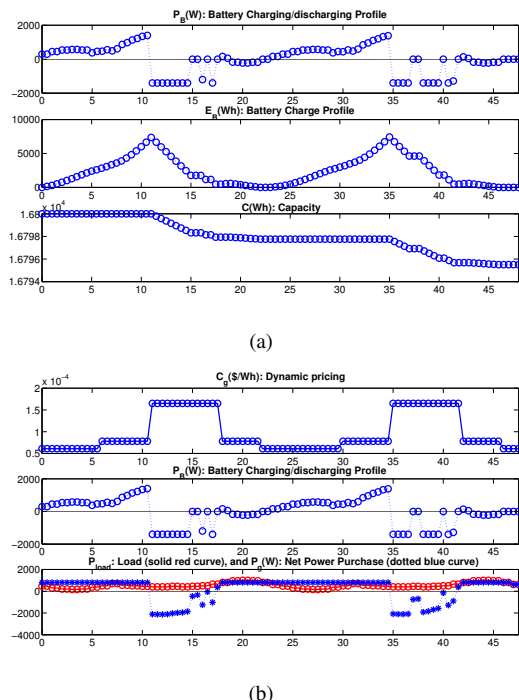 P_B(W): Battery Charging/discharging Profile
2000
0
−2000
0 5 10 15 20 25 30 35 40 45
E_B(Wh): Battery Charge Profile
10000
5000
0
0 5 10 15 20 25 30 35 40 45
x 10^4
C(Wh): Capacity
1.68
1.6798
1.6796
1.6794
0 5 10 15 20 25 30 35 40 45
(a)
x 10^-4
C_g($/Wh): Dynamic pricing
2
1.5
1
0.5
0 5 10 15 20 25 30 35 40 45
P_B(W): Battery Charging/discharging Profile
2000
0
−2000
0 5 10 15 20 25 30 35 40 45
P_load: Load (solid red curve), and P_g(W): Net Power Purchase (dotted blue curve)
2000
0
−2000
−4000
0 5 10 15 20 25 30 35 40 45
(b)